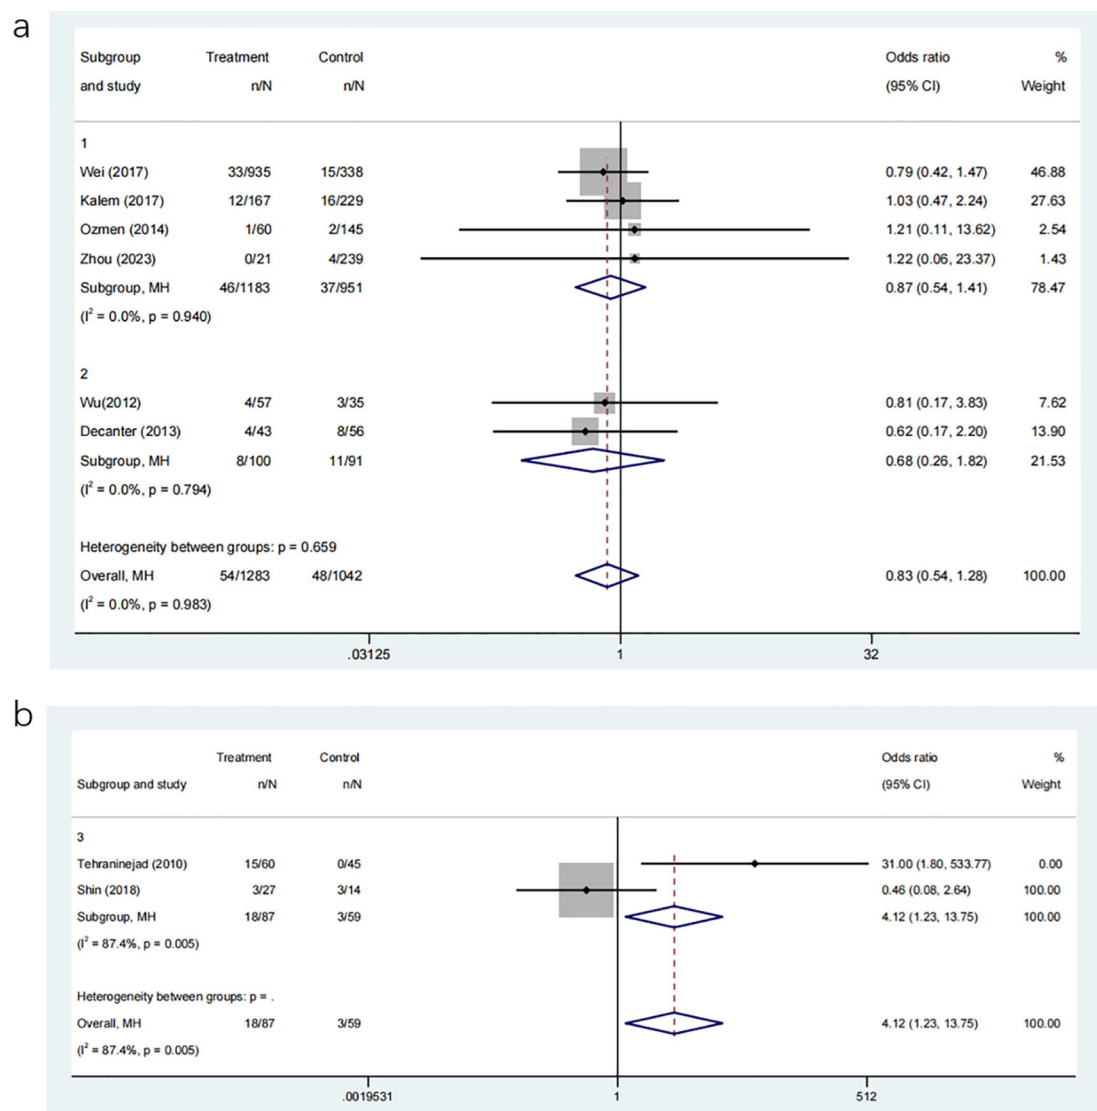 a
Subgroup Treatment Control Odds ratio %
and study n/N n/N (95% CI) Weight
1
Wei (2017) 33/935 15/338 0.79 (0.42, 1.47) 46.88
Kalem (2017) 12/167 16/229 1.03 (0.47, 2.24) 27.63
Ozmen (2014) 1/60 2/145 1.21 (0.11, 13.62) 2.54
Zhou (2023) 0/21 4/239 1.22 (0.06, 23.37) 1.43
Subgroup, MH 46/1183 37/951 0.87 (0.54, 1.41) 78.47
(I² = 0.0%, p = 0.940)
2
Wu(2012) 4/57 3/35 0.81 (0.17, 3.83) 7.62
Decanter (2013) 4/43 8/56 0.62 (0.17, 2.20) 13.90
Subgroup, MH 8/100 11/91 0.68 (0.26, 1.82) 21.53
(I² = 0.0%, p = 0.794)
Heterogeneity between groups: p = 0.659
Overall, MH 54/1283 48/1042 0.83 (0.54, 1.28) 100.00
(I² = 0.0%, p = 0.983)
.03125 1 32
b
Treatment Control Odds ratio %
Subgroup and study n/N n/N (95% CI) Weight
3
Tehraninejad (2010) 15/60 0/45 31.00 (1.80, 533.77) 0.00
Shin (2018) 3/27 3/14 0.46 (0.08, 2.64) 100.00
Subgroup, MH 18/87 3/59 4.12 (1.23, 13.75) 100.00
(I² = 87.4%, p = 0.005)
Heterogeneity between groups: p = .
Overall, MH 18/87 3/59 4.12 (1.23, 13.75) 100.00
(I² = 87.4%, p = 0.005)
.0019531 1 512